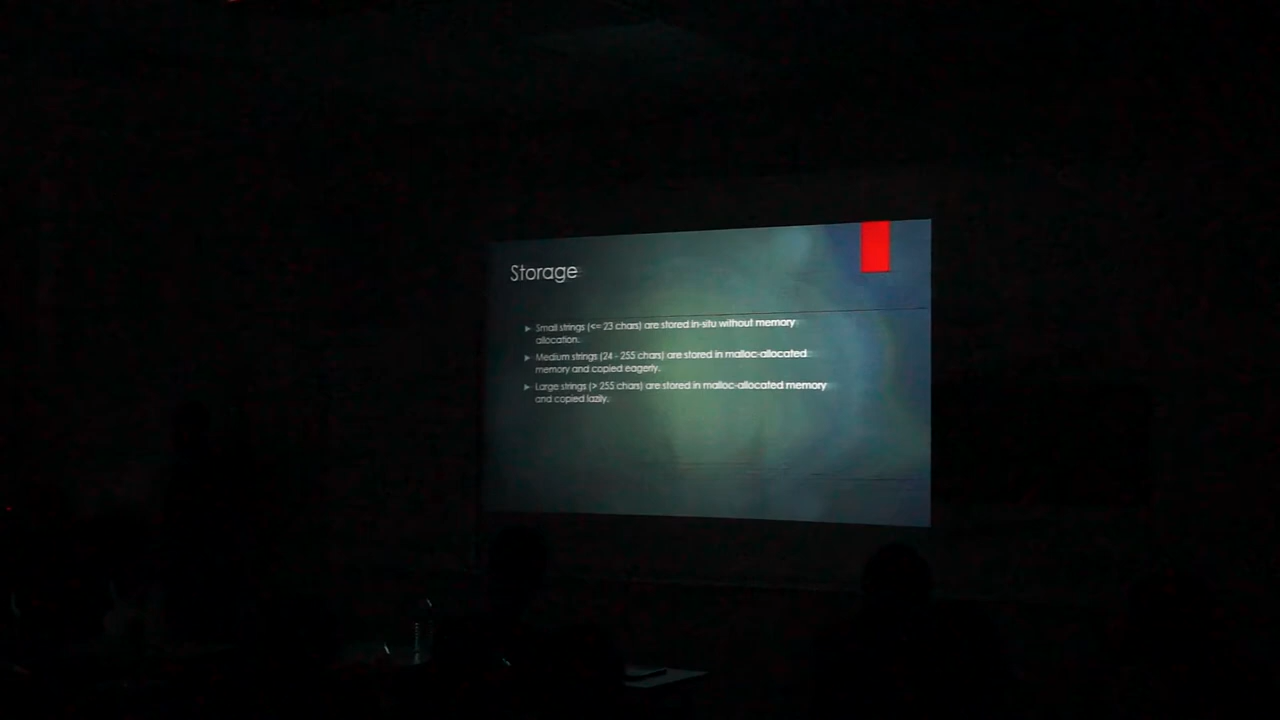 Storage
Small strings (<= 23 chars) are stored in-situ without memory
allocation.
Medium strings (24 - 255 chars) are stored in malloc-allocated
memory and copied eagerly.
Large strings (> 255 chars) are stored in malloc-allocated memory
and copied lazily.